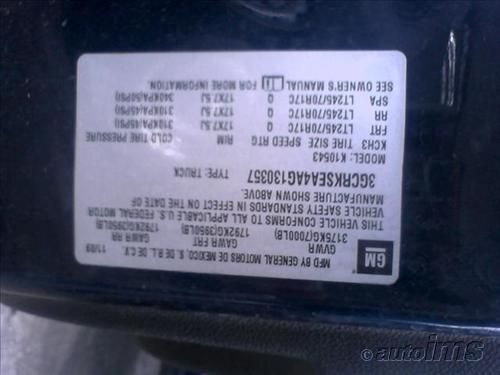 GM
MFD BY GENERAL MOTORS DE MEXICO, S. DE R.L. DE C.V. 11/09
GVWR GAWR FRT GAWR RR
3175KG(7000LB) 1792KG(3950LB) 1792KG(3950LB)
THIS VEHICLE CONFORMS TO ALL APPLICABLE U.S. FEDERAL MOTOR
VEHICLE SAFETY STANDARDS IN EFFECT ON THE DATE OF
MANUFACTURE SHOWN ABOVE.
3GCRKSEA4AG130357 TYPE: TRUCK
MODEL: K10543
KCH3 TIRE SIZE SPEED RTG RIM COLD TIRE PRESSURE
FRT LT245/70R17C Q 17X7.5J 310KPA(45PSI)
RR LT245/70R17C Q 17X7.5J 310KPA(45PSI)
SPA LT245/70R17C Q 17X7.5J 340KPA(50PSI)
SEE OWNER'S MANUAL FOR MORE INFORMATION.
© autoims